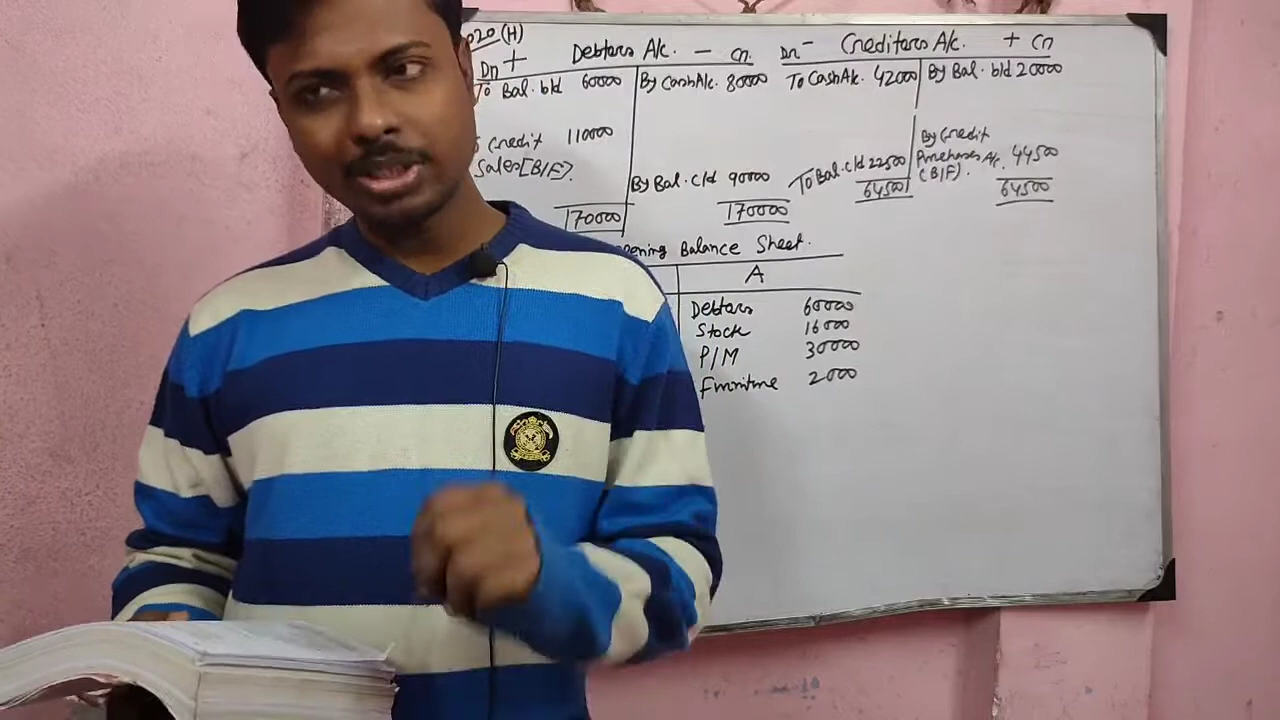 020 (H)
Dr + Debtors A/c. - Cr.
To Bal. b/d 60000 By Cash A/c. 80000
Credit 110000
Sales [B/F].
By Bal. c/d 90000
170000 170000
Dr - Creditors A/c. + Cr
To Cash A/c. 42000 By Bal. b/d 20000
By Credit
Purchases A/c. 44500
(B/F).
To Bal. c/d 22500
64500 64500
pening Balance Sheet.
A
Debtors 60000
Stock 16000
P/M 30000
Furniture 2000